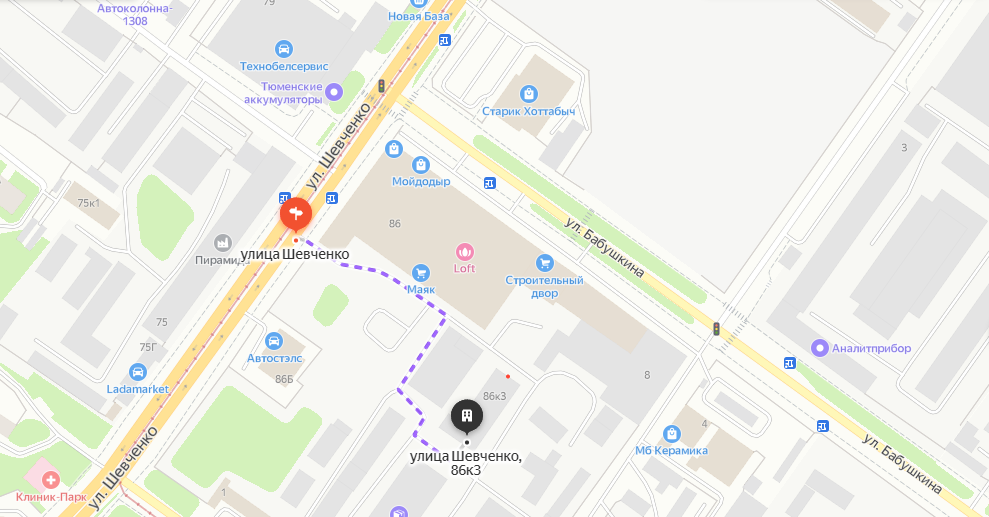 Автоколонна-
1308
79
Новая База
Технобелсервис
Тюменские
аккумуляторы
Старик Хоттабыч
ул. Шевченко
3
Мойдодыр
75к1
86
ул. Бабушкина
Пирамида
улица Шевченко
Loft
Маяк
Строительный
двор
75
75Г
Автостэлс
86Б
Аналитприбор
Ladamarket
8
86к3
4
ул. Шевченко
Мб Керамика
ул. Бабушкина
улица Шевченко,
86к3
Клиник-Парк
1